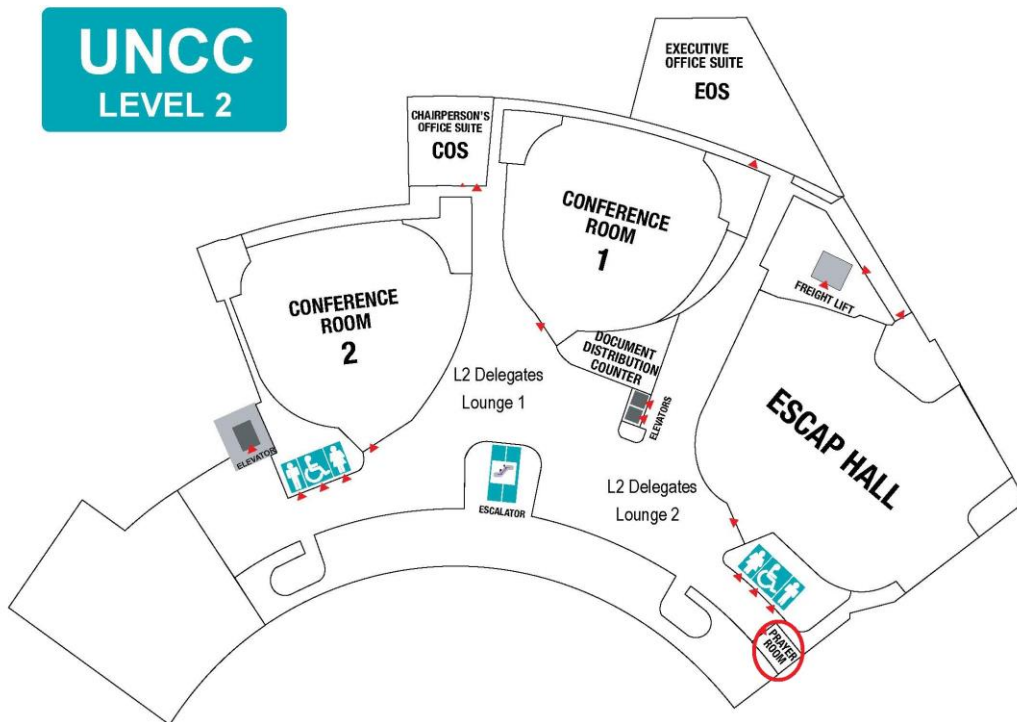 UNCC
LEVEL 2
EXECUTIVE
OFFICE SUITE
EOS
CHAIRPERSON'S
OFFICE SUITE
COS
CONFERENCE
ROOM
1
CONFERENCE
ROOM
2
FREIGHT LIFT
DOCUMENT
DISTRIBUTION
COUNTER
ELEVATORS
L2 Delegates
Lounge 1
ESCAP HALL
ELEVATOR
ESCALATOR
L2 Delegates
Lounge 2
PRAYER
ROOM